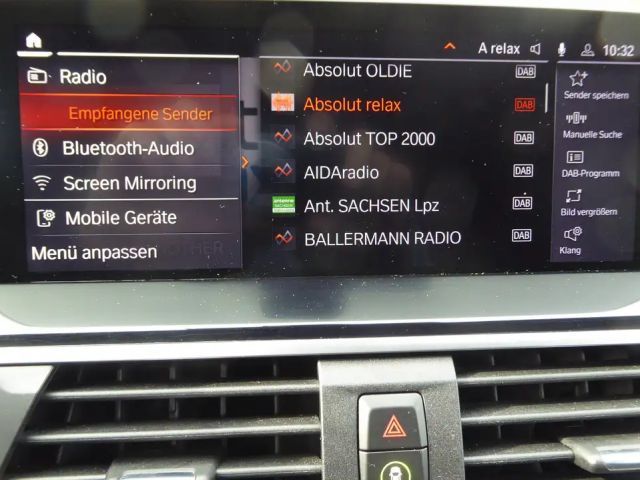 A relax 10:32
Radio
Empfangene Sender
Bluetooth-Audio
Screen Mirroring
Mobile Geräte
Menü anpassen
Absolut OLDIE DAB
Absolut relax DAB
Absolut TOP 2000 DAB
AIDAradio DAB
antenne SACHSEN Ant. SACHSEN Lpz DAB
BALLERMANN RADIO DAB
Sender speichern
Manuelle Suche
DAB-Programm
Bild vergrößern
Klang